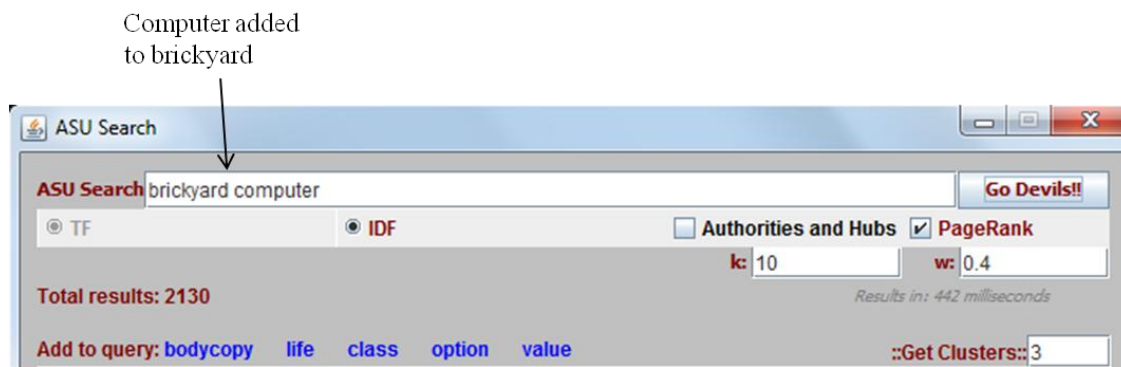 Computer added
to brickyard
ASU Search
ASU Search brickyard computer Go Devils!!
TF IDF Authorities and Hubs PageRank
k: 10 w: 0.4
Total results: 2130 Results in: 442 milliseconds
Add to query: bodycopy life class option value ::Get Clusters:: 3